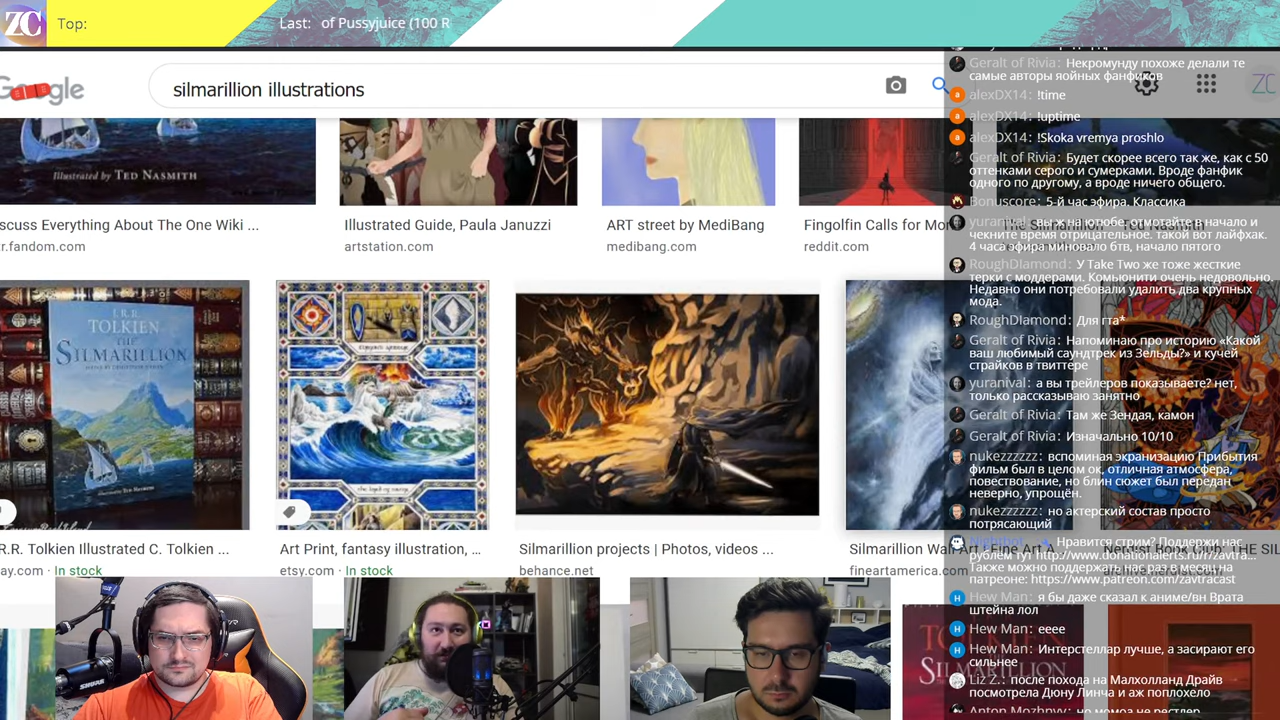 ZC
Top:
Last: of Pussyjuice (100 R
Google
silmarillion illustrations
ZC
Illustrated by TED NASMITH
scuss Everything About The One Wiki ...
r.fandom.com
Illustrated Guide, Paula Januzzi
artstation.com
ART street by MediBang
medibang.com
Fingolfin Calls for Mor
reddit.com
J.R.R.
TOLKIEN
THE
SILMARILLION
R.R. Tolkien Illustrated C. Tolkien ...
ay.com · In stock
Art Print, fantasy illustration, ...
etsy.com · In stock
Silmarillion projects | Photos, videos ...
behance.net
Silmarillion Wall Art | Fine Art A
fineartamerica.com
SHURE
SILMARILLION
Geralt of Rivia: Некромунду похоже делали те
самые авторы яойных фанфиков
alexDX14: !time
alexDX14: !uptime
alexDX14: !Skoka vremya proshlo
Geralt of Rivia: Будет скорее всего так же, как с 50
оттенками серого и сумерками. Вроде фанфик
одного по другому, а вроде ничего общего.
Bonuscore: 5-й час эфира. Классика
yuranival: вы ж на ютюбе. отмотайте в начало и
чекните время отрицательное. такой вот лайфхак.
4 часа эфира миновало 6тв, начало пятого
RoughDIamond: У Take Two же тоже жесткие
терки с моддерами. Комьюнити очень недовольно.
Недавно они потребовали удалить два крупных
мода.
RoughDIamond: Для гта*
Geralt of Rivia: Напоминаю про историю «Какой
ваш любимый саундтрек из Зельды?» и кучей
страйков в твиттере
yuranival: а вы трейлеров показываете? нет,
только рассказываю занятно
Geralt of Rivia: Там же Зендая, камон
Geralt of Rivia: Изначально 10/10
nukezzzzzz: вспоминая экранизацию Прибытия
фильм был в целом ок, отличная атмосфера,
повествование, но блин сюжет был передан
неверно, упрощён.
nukezzzzzz: но актерский состав просто
потрясающий
Nightbot: Нравится стрим? Поддержи нас
рублем тут http://www.donationalerts.ru/r/zavtra...
Также можно поддержать нас раз в месяц на
патреоне: https://www.patreon.com/zavtracast
Hew Man: я бы даже сказал к аниме/вн Врата
штейна лол
Hew Man: ееее
Hew Man: Интерстеллар лучше, а засирают его
сильнее
Liz Z.: после похода на Малхолланд Драйв
посмотрела Дюну Линча и аж поплохело
Anton Mozhnyy: но момоа не рестлер